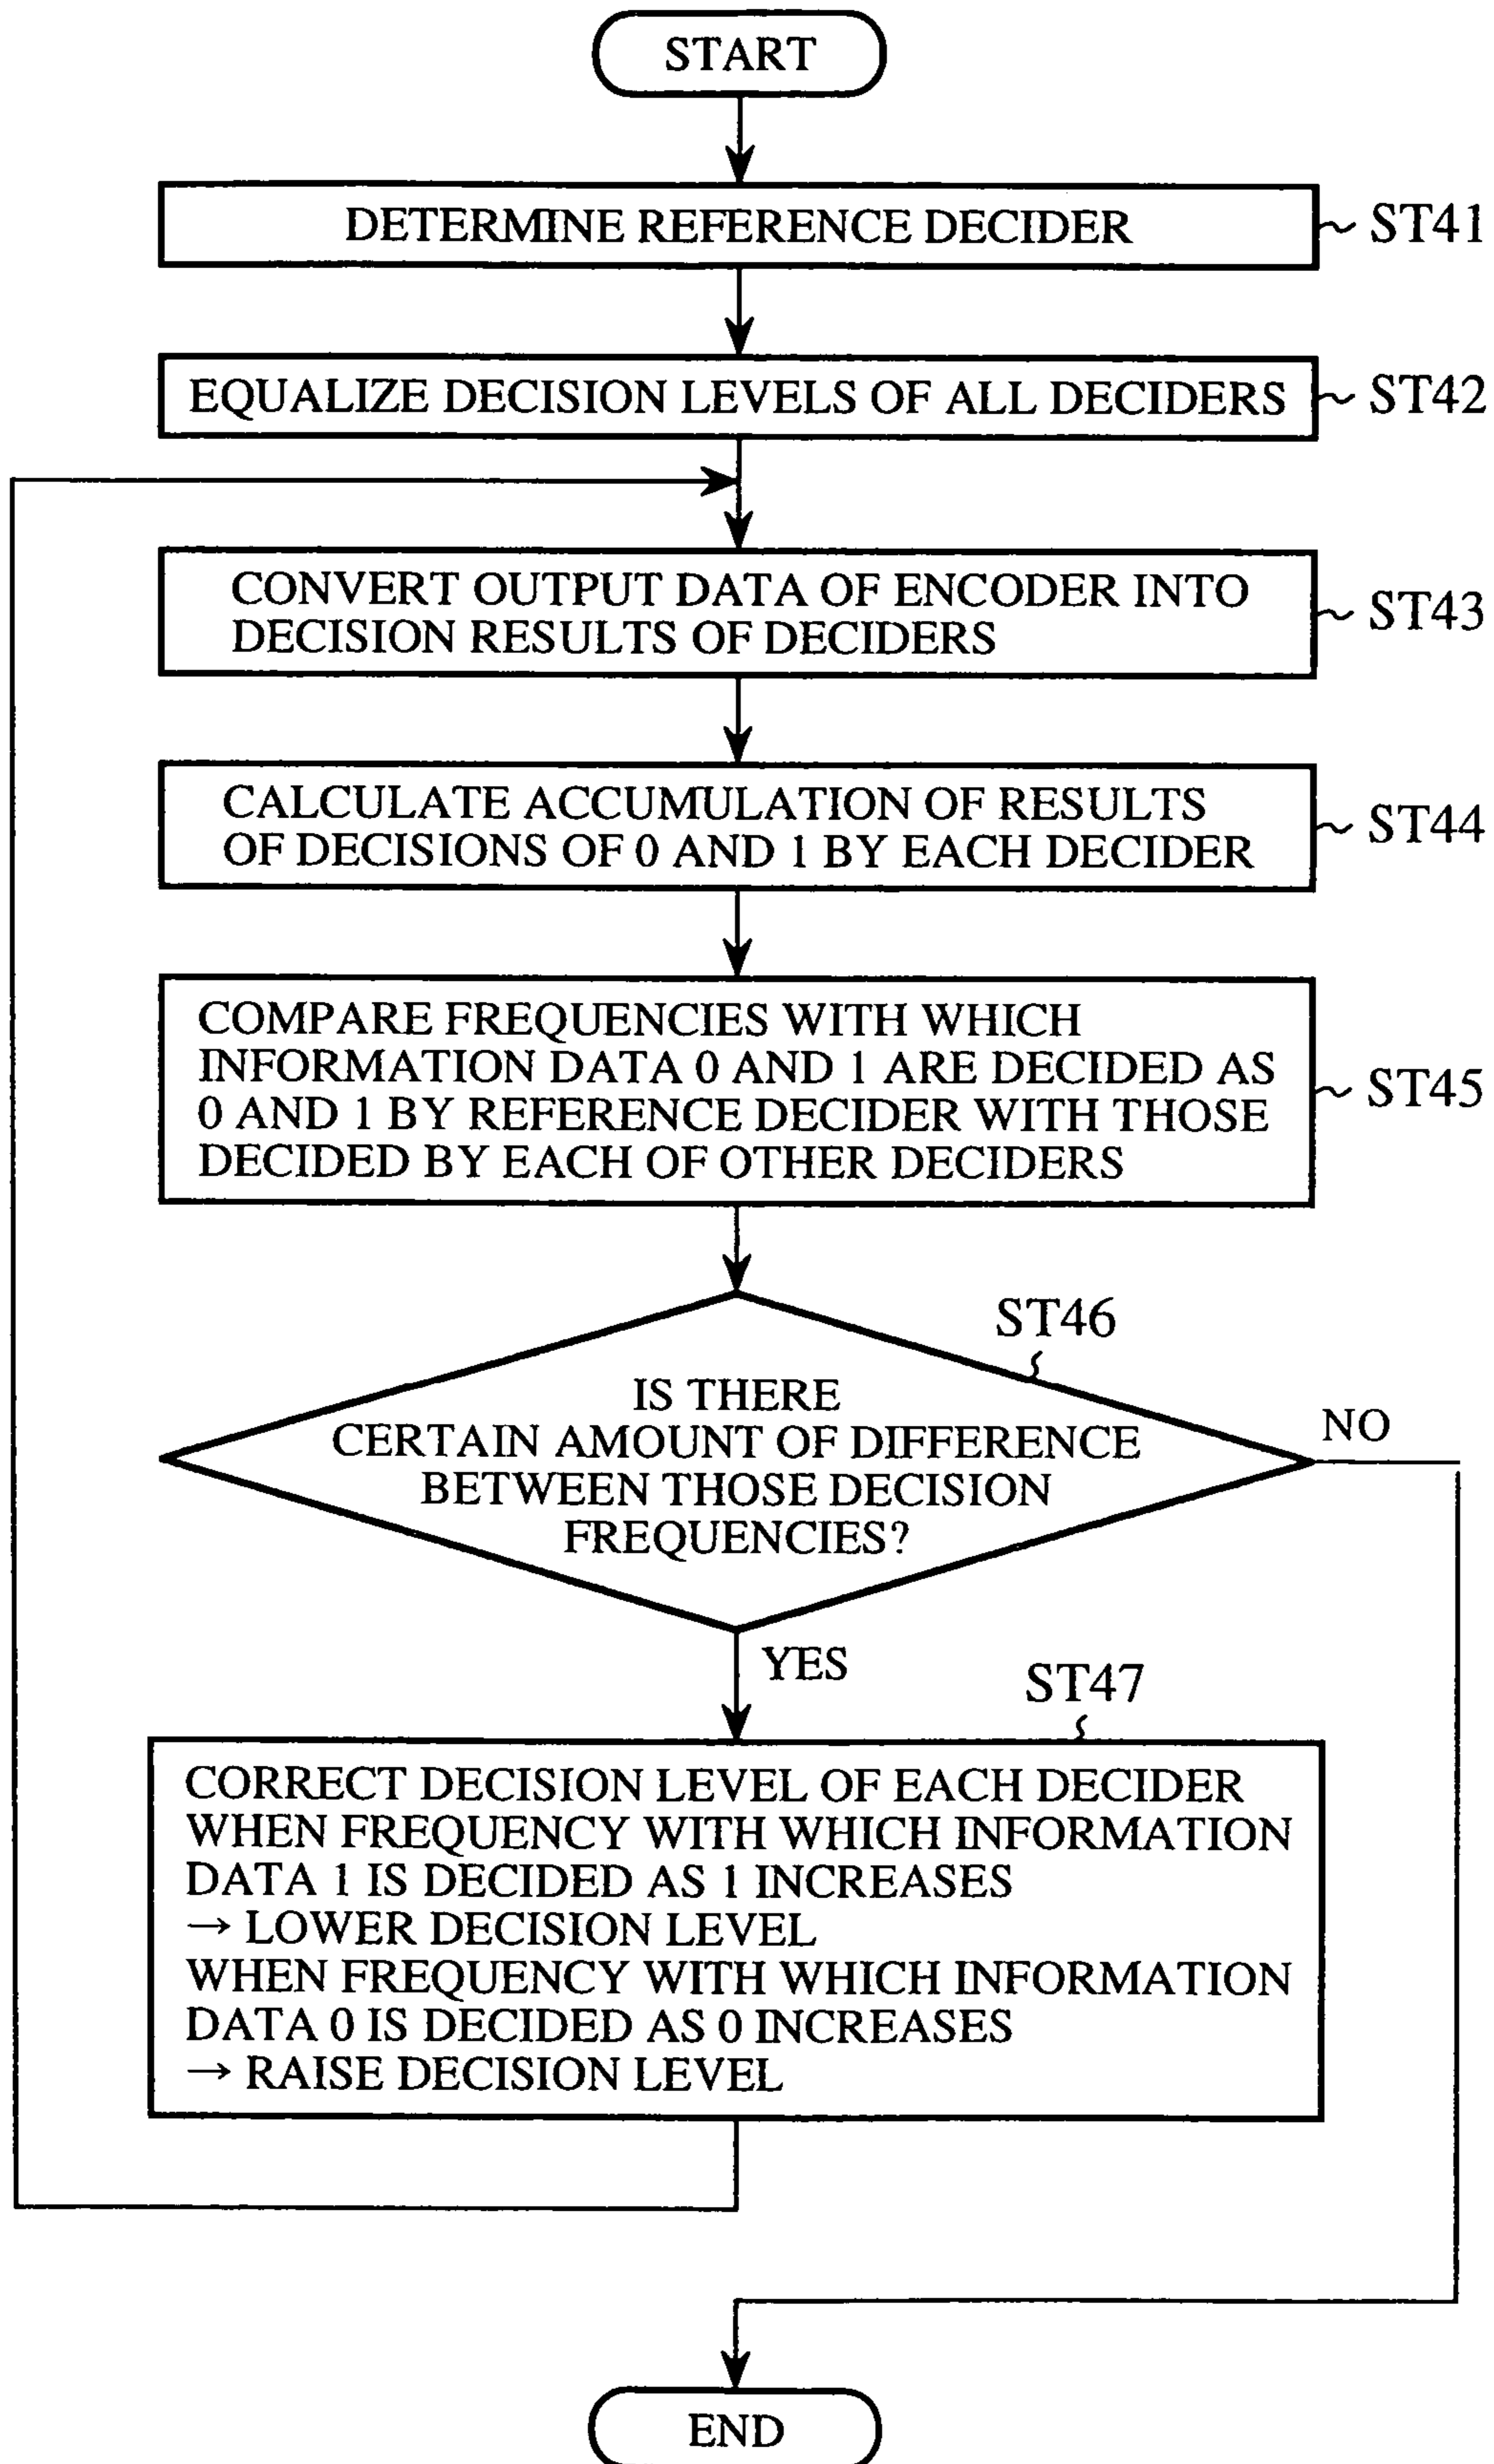 START
DETERMINE REFERENCE DECIDER
ST41
EQUALIZE DECISION LEVELS OF ALL DECIDERS
ST42
CONVERT OUTPUT DATA OF ENCODER INTO
DECISION RESULTS OF DECIDERS
ST43
CALCULATE ACCUMULATION OF RESULTS
OF DECISIONS OF 0 AND 1 BY EACH DECIDER
ST44
COMPARE FREQUENCIES WITH WHICH
INFORMATION DATA 0 AND 1 ARE DECIDED AS
0 AND 1 BY REFERENCE DECIDER WITH THOSE
DECIDED BY EACH OF OTHER DECIDERS
ST45
ST46
IS THERE
CERTAIN AMOUNT OF DIFFERENCE
BETWEEN THOSE DECISION
FREQUENCIES?
NO
YES
ST47
CORRECT DECISION LEVEL OF EACH DECIDER
WHEN FREQUENCY WITH WHICH INFORMATION
DATA 1 IS DECIDED AS 1 INCREASES
→ LOWER DECISION LEVEL
WHEN FREQUENCY WITH WHICH INFORMATION
DATA 0 IS DECIDED AS 0 INCREASES
→ RAISE DECISION LEVEL
END